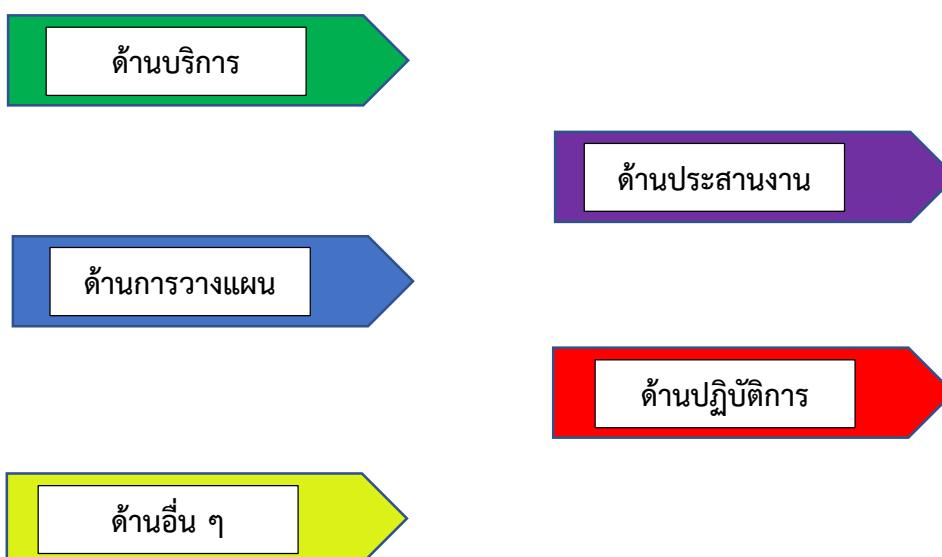 ด้านบริการ
ด้านประสานงาน
ด้านการวางแผน
ด้านปฏิบัติการ
ด้านอื่น ๆ